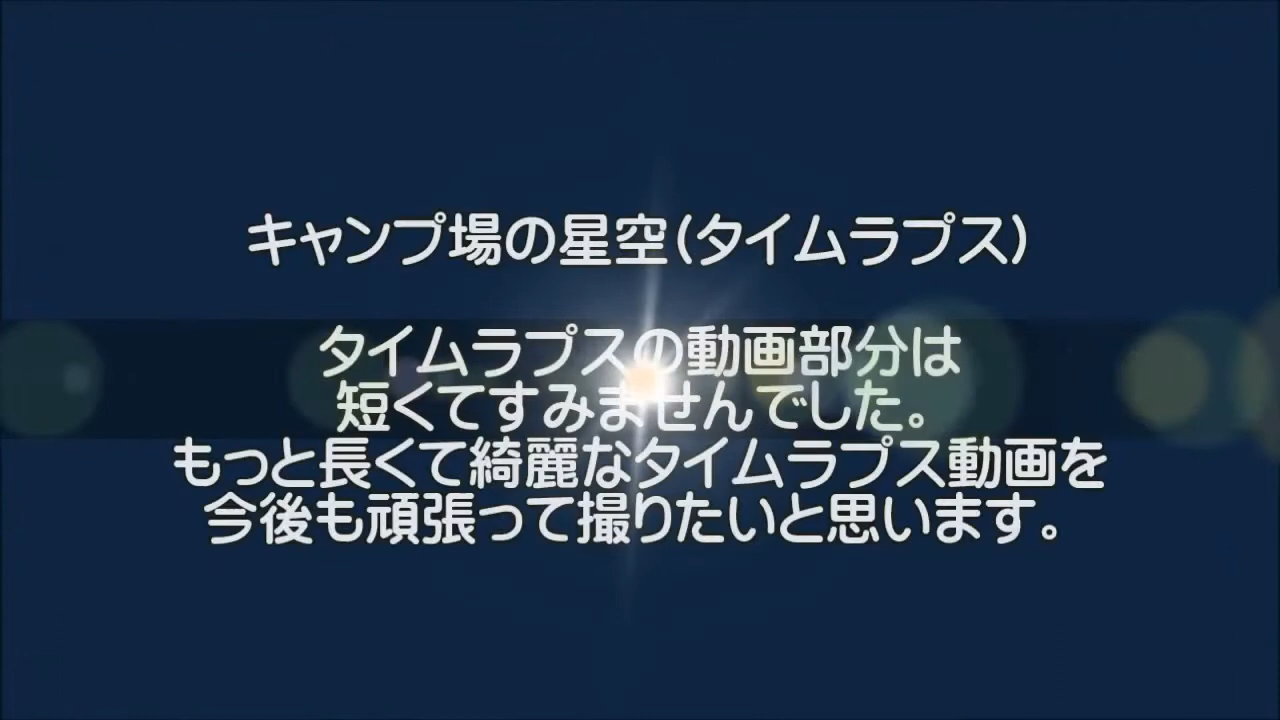 キャンプ場の星空(タイムラプス)
タイムラプスの動画部分は
短くてすみませんでした。
もっと長くて綺麗なタイムラプス動画を
今後も頑張って撮りたいと思います。